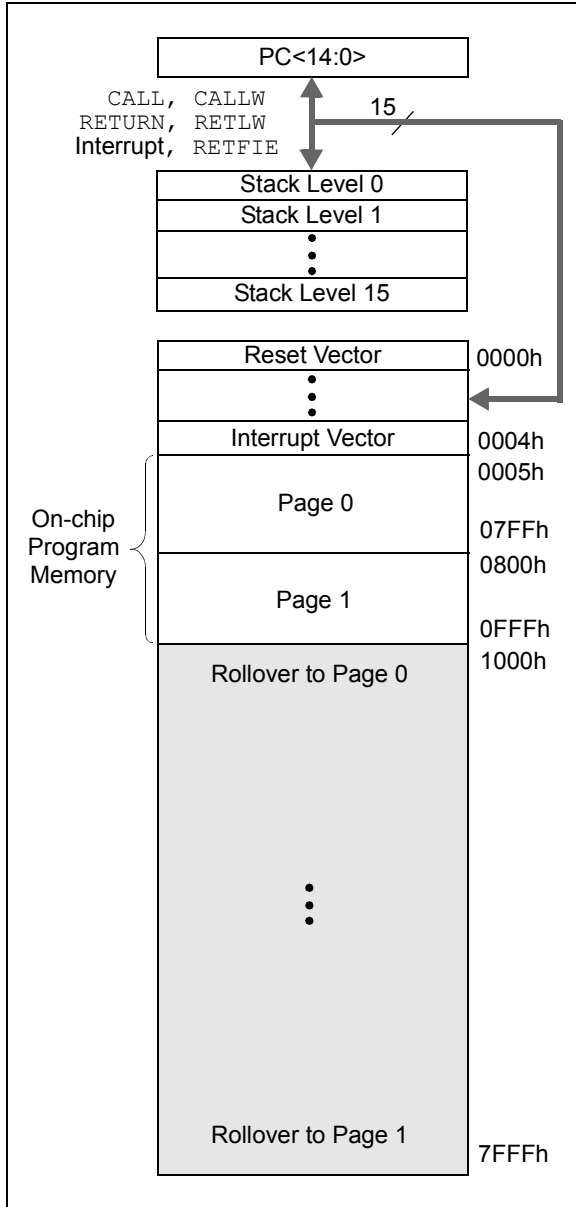 PC<14:0>
CALL, CALLW
RETURN, RETLW
Interrupt, RETFIE
15
Stack Level 0
Stack Level 1
Stack Level 15
Reset Vector
0000h
Interrupt Vector
0004h
0005h
On-chip
Program
Memory
Page 0
07FFh
0800h
Page 1
0FFFh
1000h
Rollover to Page 0
Rollover to Page 1
7FFFh